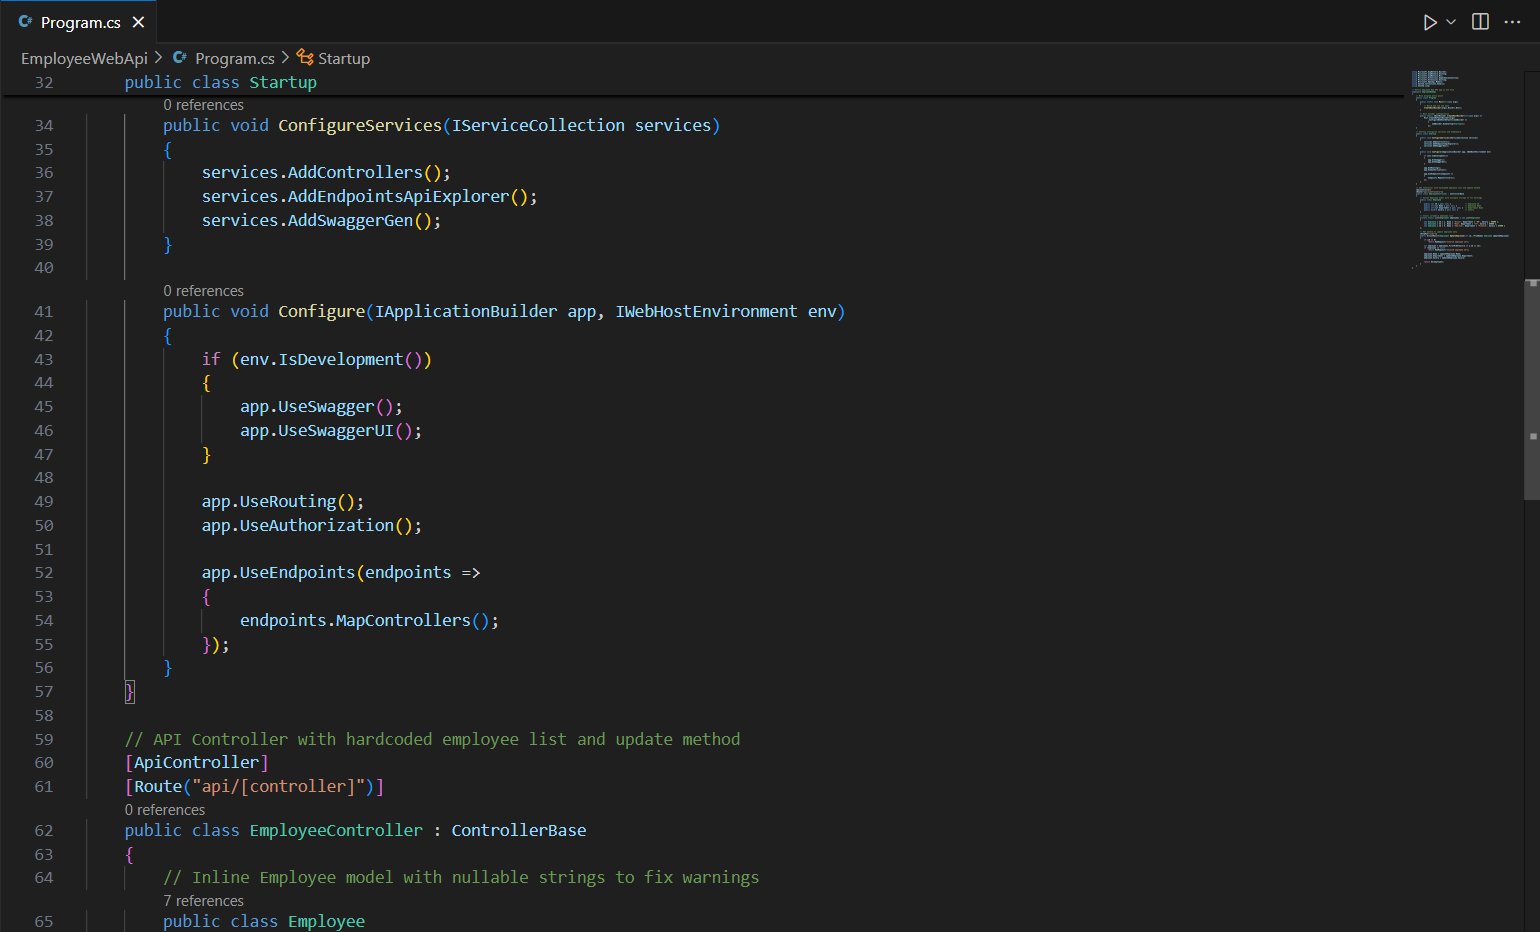 C# Program.cs
EmployeeWebApi > C# Program.cs > Startup
32 public class Startup
0 references
34 public void ConfigureServices(IServiceCollection services)
35 {
36 services.AddControllers();
37 services.AddEndpointsApiExplorer();
38 services.AddSwaggerGen();
39 }
40
0 references
41 public void Configure(IApplicationBuilder app, IWebHostEnvironment env)
42 {
43 if (env.IsDevelopment())
44 {
45 app.UseSwagger();
46 app.UseSwaggerUI();
47 }
48
49 app.UseRouting();
50 app.UseAuthorization();
51
52 app.UseEndpoints(endpoints =>
53 {
54 endpoints.MapControllers();
55 });
56 }
57 }
58
59 // API Controller with hardcoded employee list and update method
60 [ApiController]
61 [Route("api/[controller]")]
0 references
62 public class EmployeeController : ControllerBase
63 {
64 // Inline Employee model with nullable strings to fix warnings
7 references
65 public class Employee